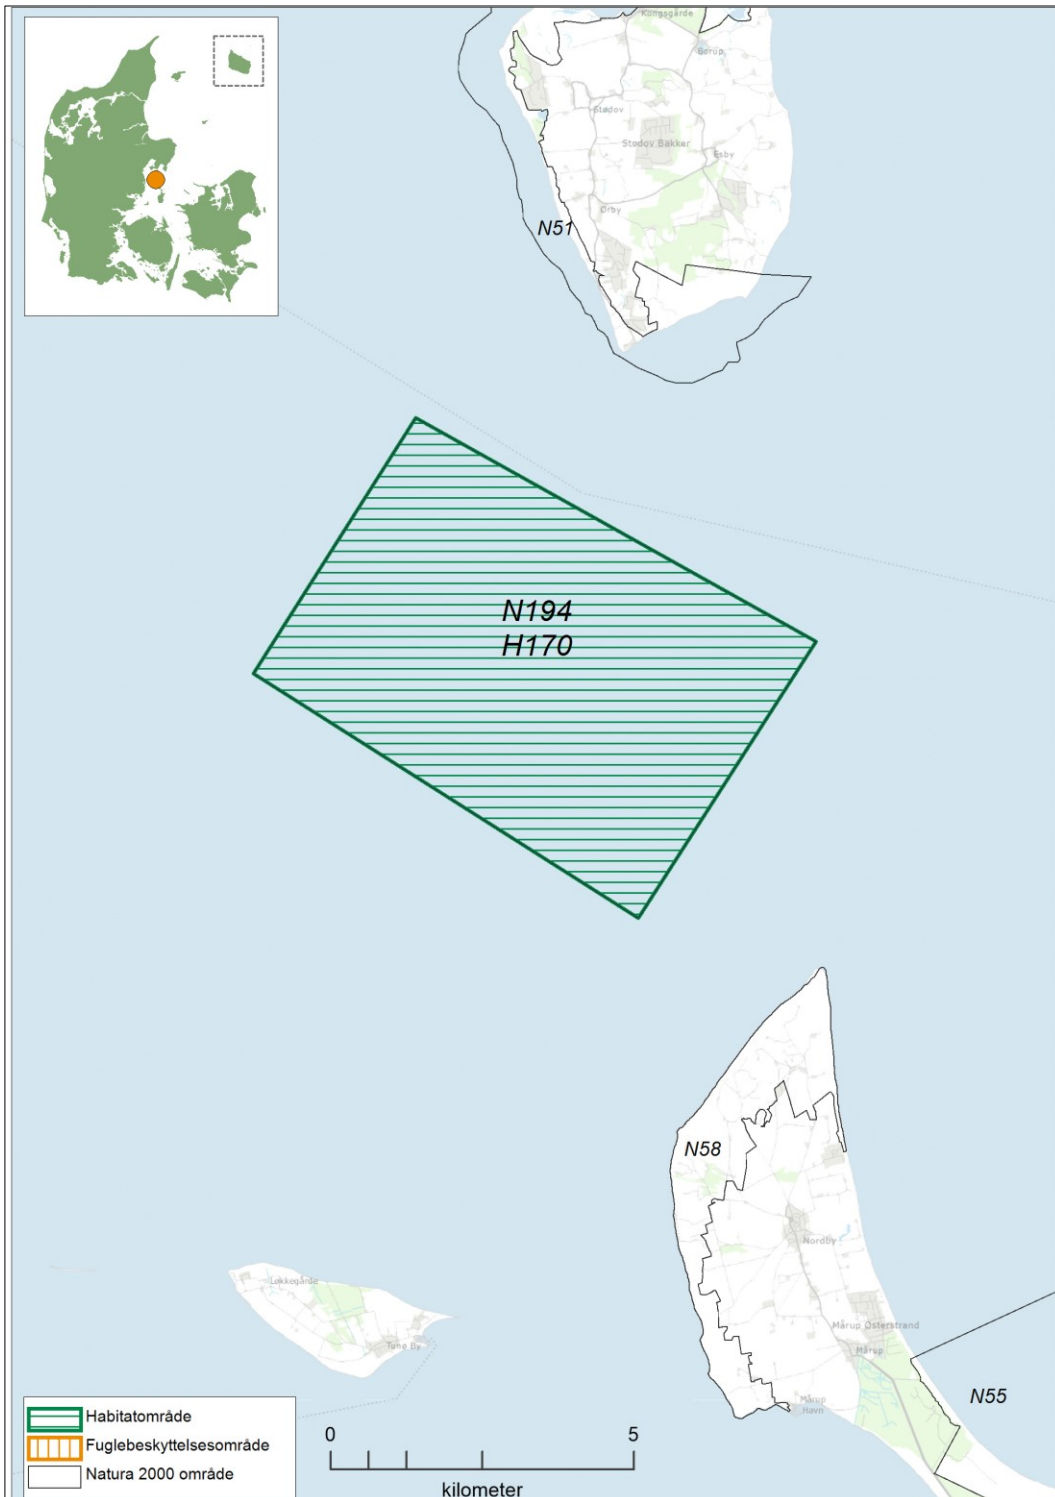 Kongsgårde
Borup
Stødov
Stødov Bakker
Esby
Ørby
N51
N194
H170
N58
Nordby
Løkkegårde
Tunø By
Mårup Østerstrand
Mårup
Mårup
Havn
N55
Habitatområde
Fuglebeskyttelsesområde
Natura 2000 område
0 5
kilometer